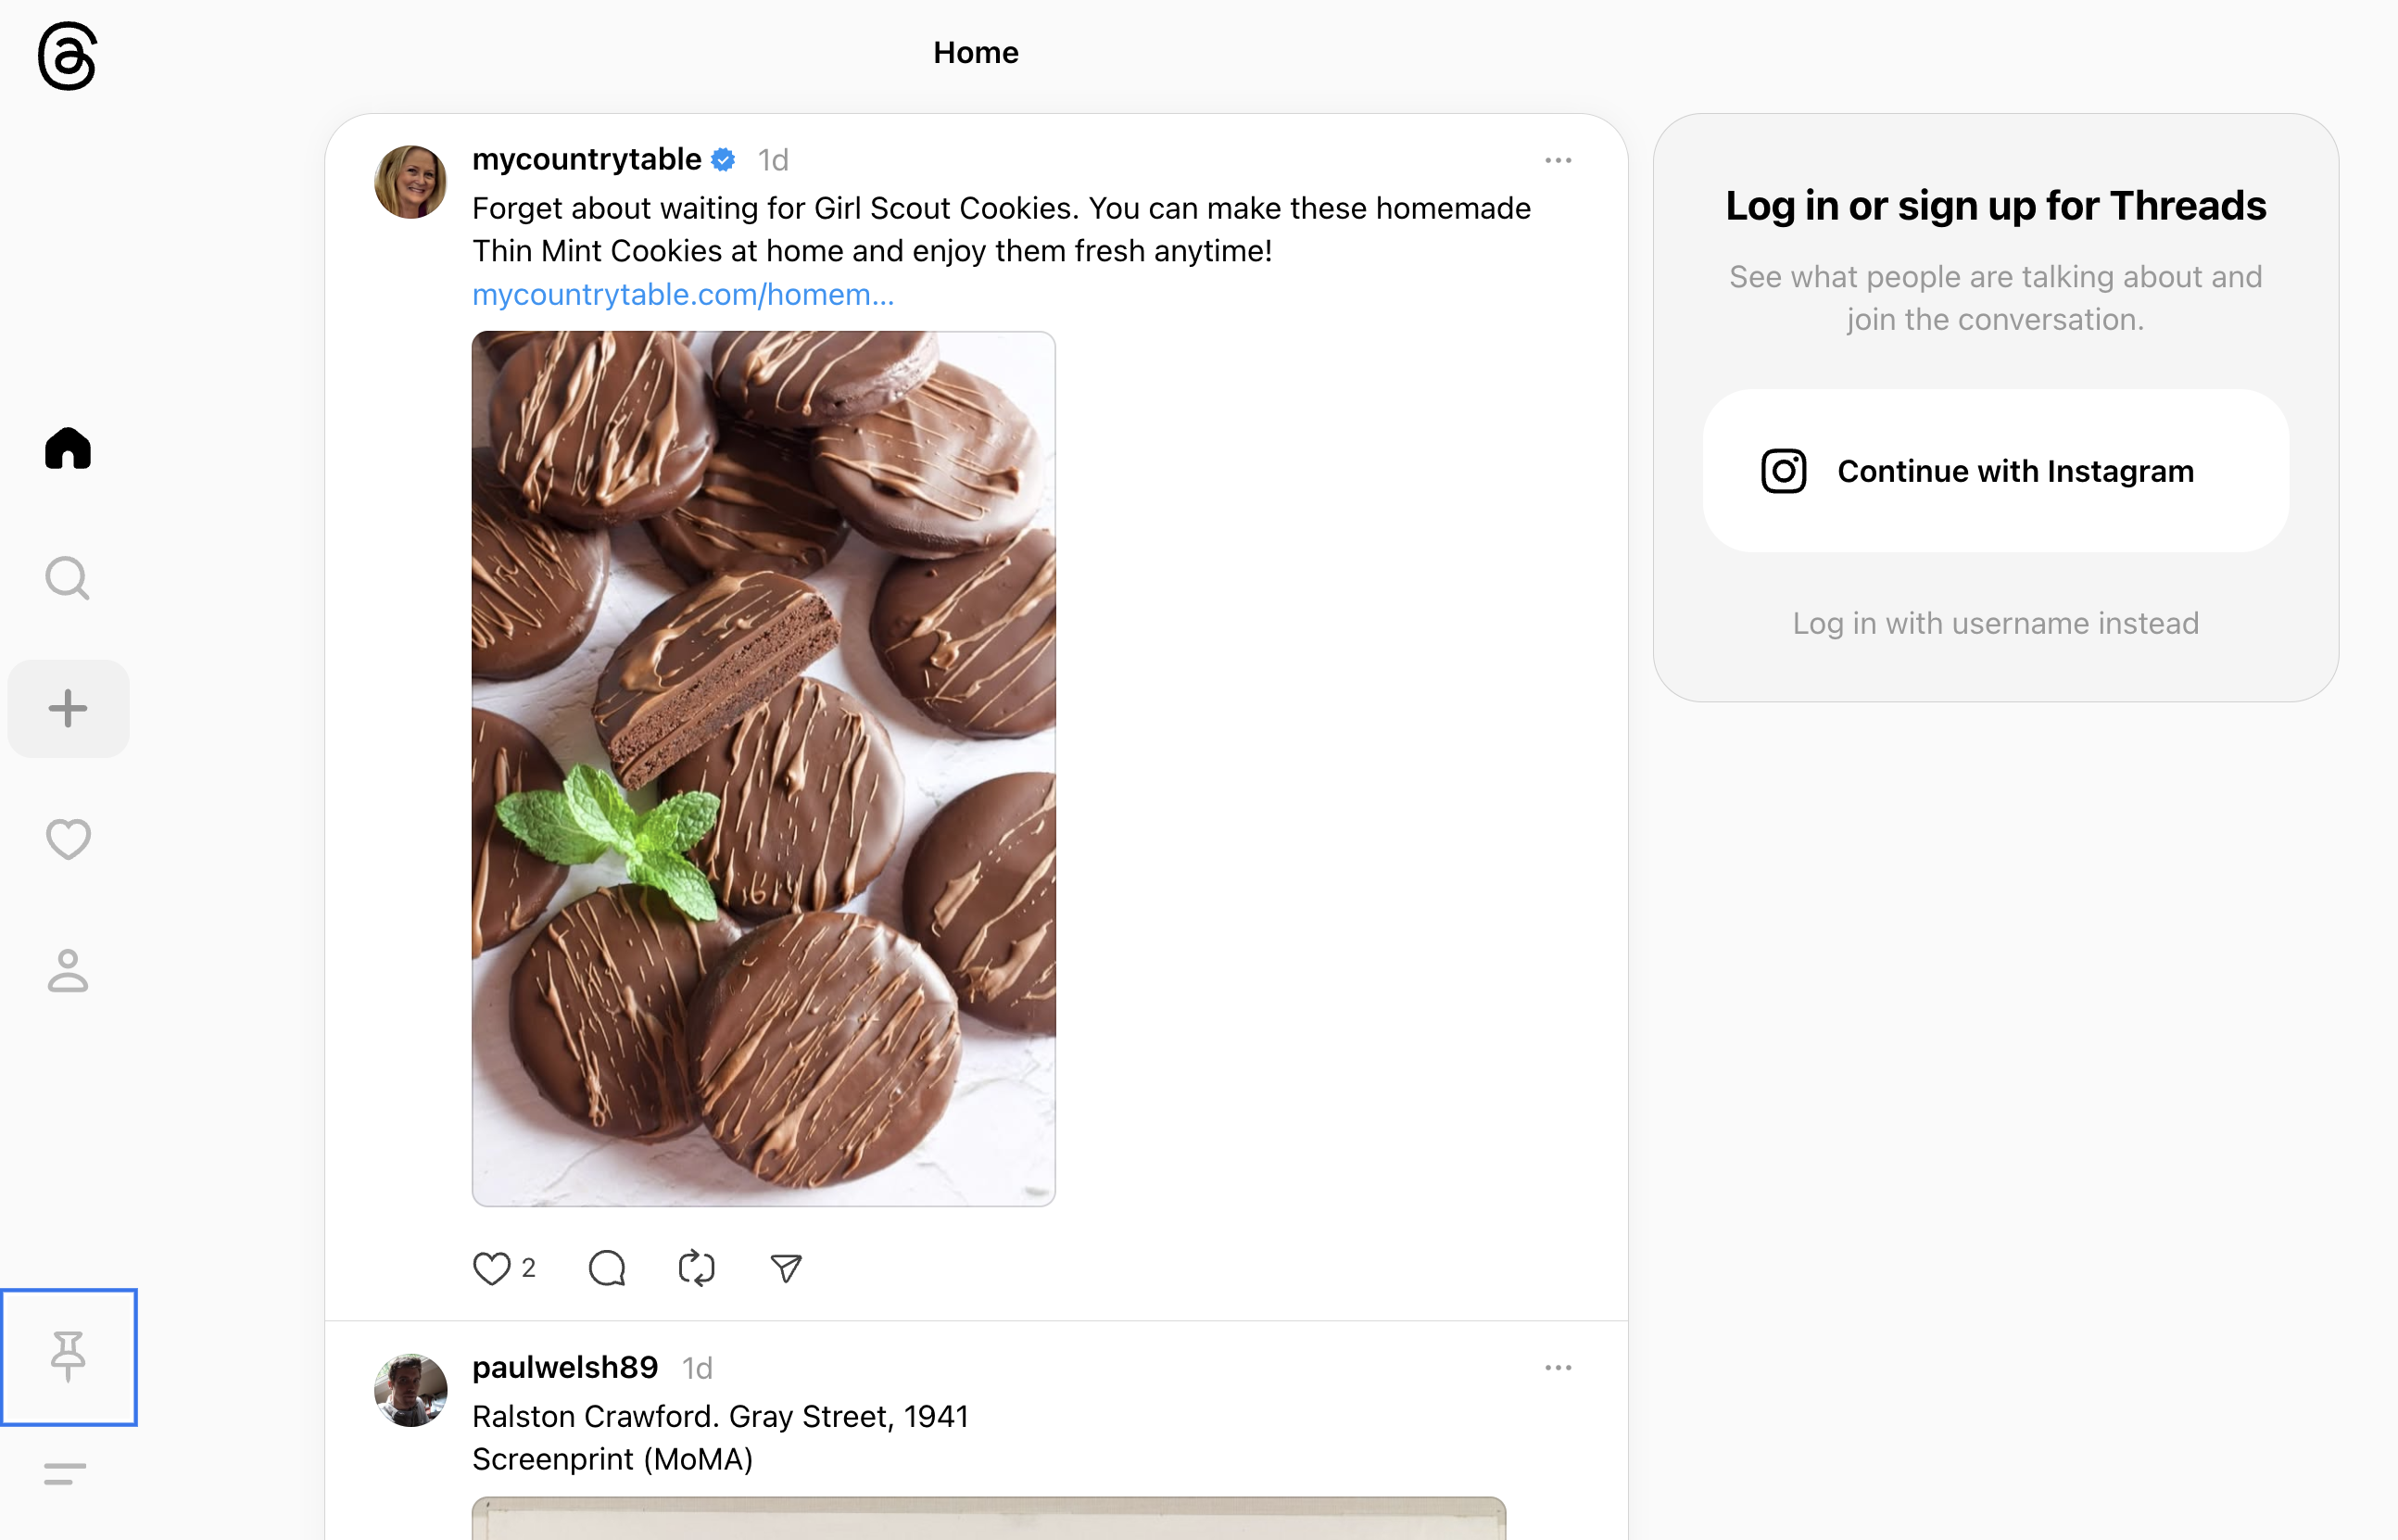 Home
mycountrytable 1d
Forget about waiting for Girl Scout Cookies. You can make these homemade
Thin Mint Cookies at home and enjoy them fresh anytime!
mycountrytable.com/homem...
2
paulwelsh89 1d
Ralston Crawford. Gray Street, 1941
Screenprint (MoMA)
Log in or sign up for Threads
See what people are talking about and
join the conversation.
Continue with Instagram
Log in with username instead